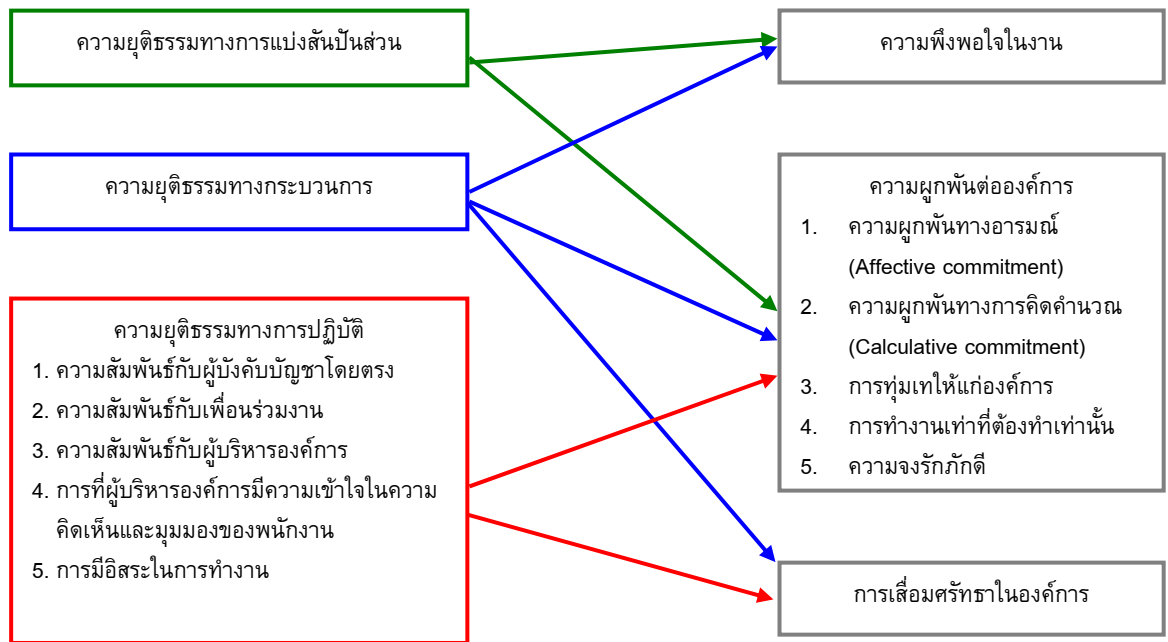 ความยุติธรรมทางการแบ่งสันปันส่วน
ความยุติธรรมทางกระบวนการ
ความยุติธรรมทางการปฏิบัติ
1. ความสัมพันธ์กับผู้บังคับบัญชาโดยตรง
2. ความสัมพันธ์กับเพื่อนร่วมงาน
3. ความสัมพันธ์กับผู้บริหารองค์การ
4. การที่ผู้บริหารองค์การมีความเข้าใจในความ
คิดเห็นและมุมมองของพนักงาน
5. การมีอิสระในการทำงาน
ความพึงพอใจในงาน
ความผูกพันต่อองค์การ
1. ความผูกพันทางอารมณ์
(Affective commitment)
2. ความผูกพันทางการคิดคำนวณ
(Calculative commitment)
3. การทุ่มเทให้แก่องค์การ
4. การทำงานเท่าที่ต้องทำเท่านั้น
5. ความจงรักภักดี
การเสื่อมศรัทธาในองค์การ